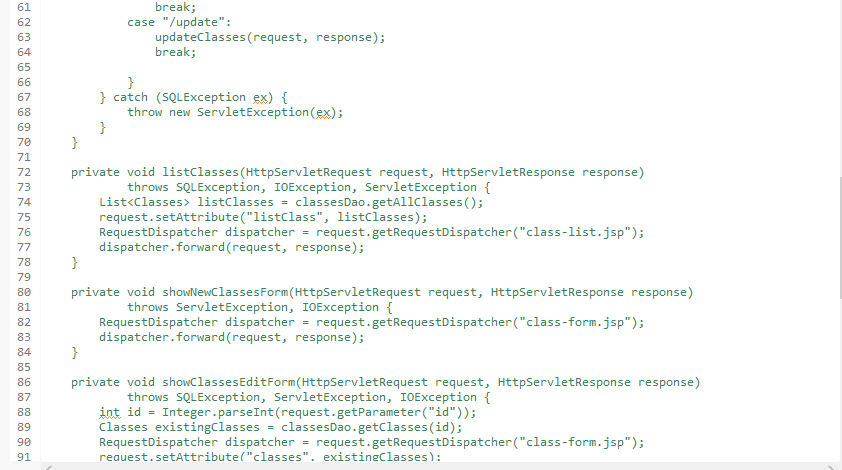 61 break;
62 case "/update":
63 updateClasses(request, response);
64 break;
65
66 }
67 } catch (SQLException ex) {
68 throw new ServletException(ex);
69 }
70 }
71
72 private void listClasses(HttpServletRequest request, HttpServletResponse response)
73 throws SQLException, IOException, ServletException {
74 List<Classes> listClasses = classesDao.getAllClasses();
75 request.setAttribute("listClass", listClasses);
76 RequestDispatcher dispatcher = request.getRequestDispatcher("class-list.jsp");
77 dispatcher.forward(request, response);
78 }
79
80 private void showNewClassesForm(HttpServletRequest request, HttpServletResponse response)
81 throws ServletException, IOException {
82 RequestDispatcher dispatcher = request.getRequestDispatcher("class-form.jsp");
83 dispatcher.forward(request, response);
84 }
85
86 private void showClassesEditForm(HttpServletRequest request, HttpServletResponse response)
87 throws SQLException, ServletException, IOException {
88 int id = Integer.parseInt(request.getParameter("id"));
89 Classes existingClasses = classesDao.getClasses(id);
90 RequestDispatcher dispatcher = request.getRequestDispatcher("class-form.jsp");
91 request.setAttribute("classes", existingClasses);